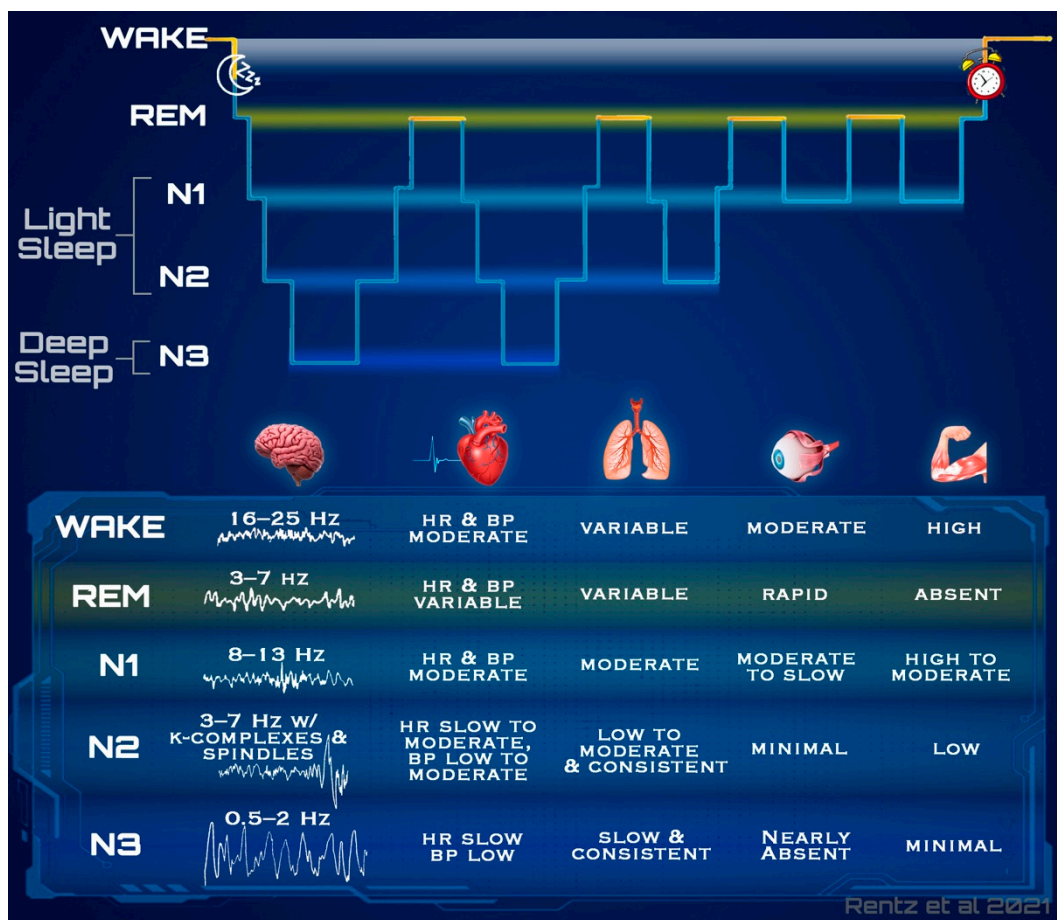 WAKE
Zzz
REM
N1
Light
Sleep
N2
Deep
Sleep
N3
WAKE
16–25 Hz
HR & BP
MODERATE
VARIABLE
MODERATE
HIGH
REM
3–7 Hz
HR & BP
VARIABLE
VARIABLE
RAPID
ABSENT
N1
8–13 Hz
HR & BP
MODERATE
MODERATE
MODERATE
TO SLOW
HIGH TO
MODERATE
N2
3–7 Hz w/
K-COMPLEXES &
SPINDLES
HR SLOW TO
MODERATE,
BP LOW TO
MODERATE
LOW TO
MODERATE
& CONSISTENT
MINIMAL
LOW
N3
0.5–2 Hz
HR SLOW
BP LOW
SLOW &
CONSISTENT
NEARLY
ABSENT
MINIMAL
Rentz et al 2021